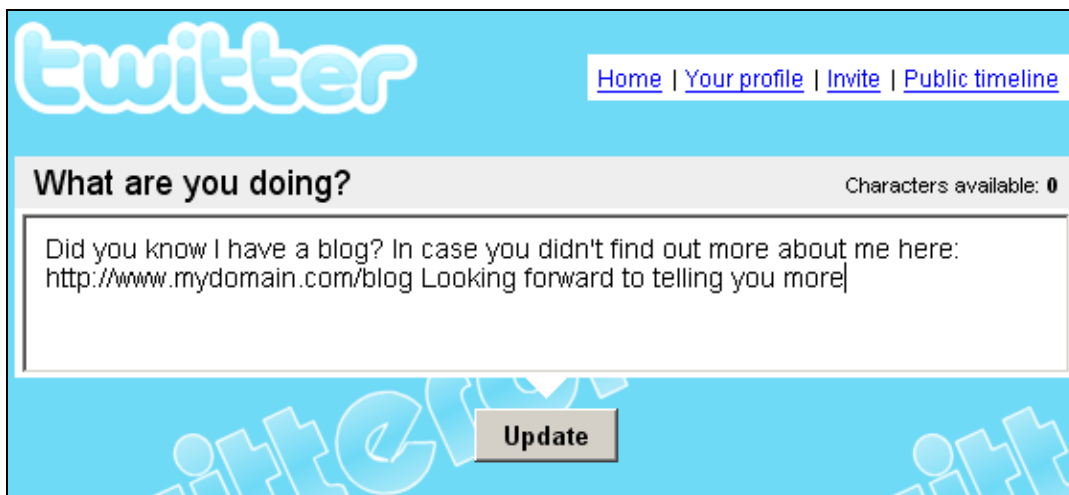 twitter
Home | Your profile | Invite | Public timeline
What are you doing?
Characters available: 0
Did you know I have a blog? In case you didn't find out more about me here:
http://www.mydomain.com/blog Looking forward to telling you more
Update